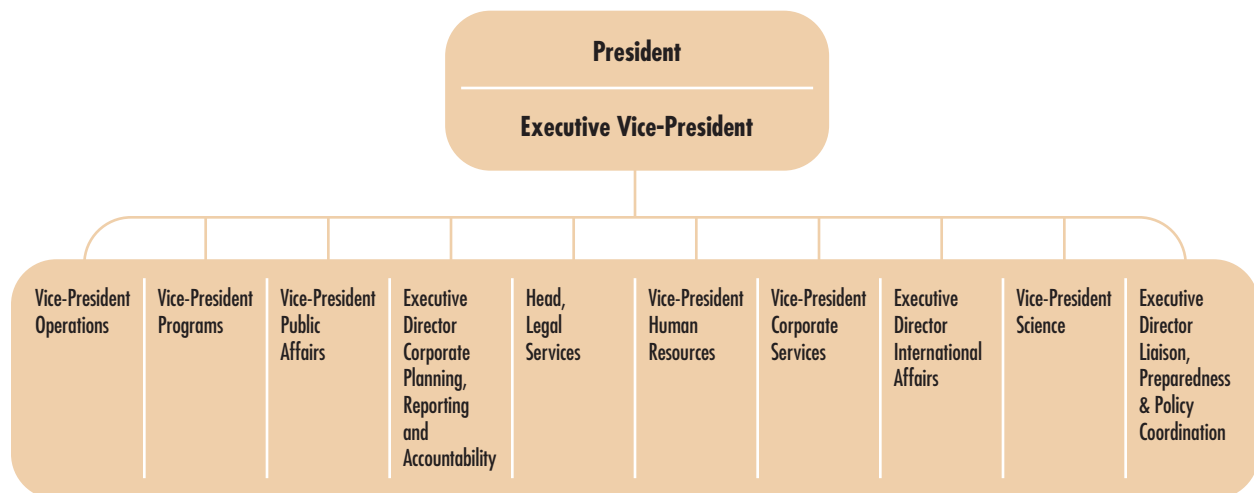 President
Executive Vice-President
Vice-President
Operations
Vice-President
Programs
Vice-President
Public
Affairs
Executive
Director
Corporate
Planning,
Reporting
and
Accountability
Head,
Legal
Services
Vice-President
Human
Resources
Vice-President
Corporate
Services
Executive
Director
International
Affairs
Vice-President
Science
Executive
Director
Liaison,
Preparedness
& Policy
Coordination